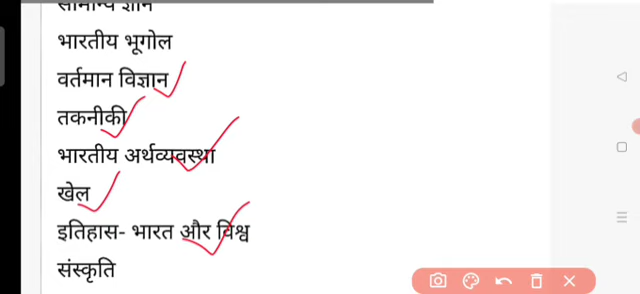 सामान्य ज्ञान
भारतीय भूगोल
वर्तमान विज्ञान
तकनीकी
भारतीय अर्थव्यवस्था
खेल
इतिहास- भारत और विश्व
संस्कृति